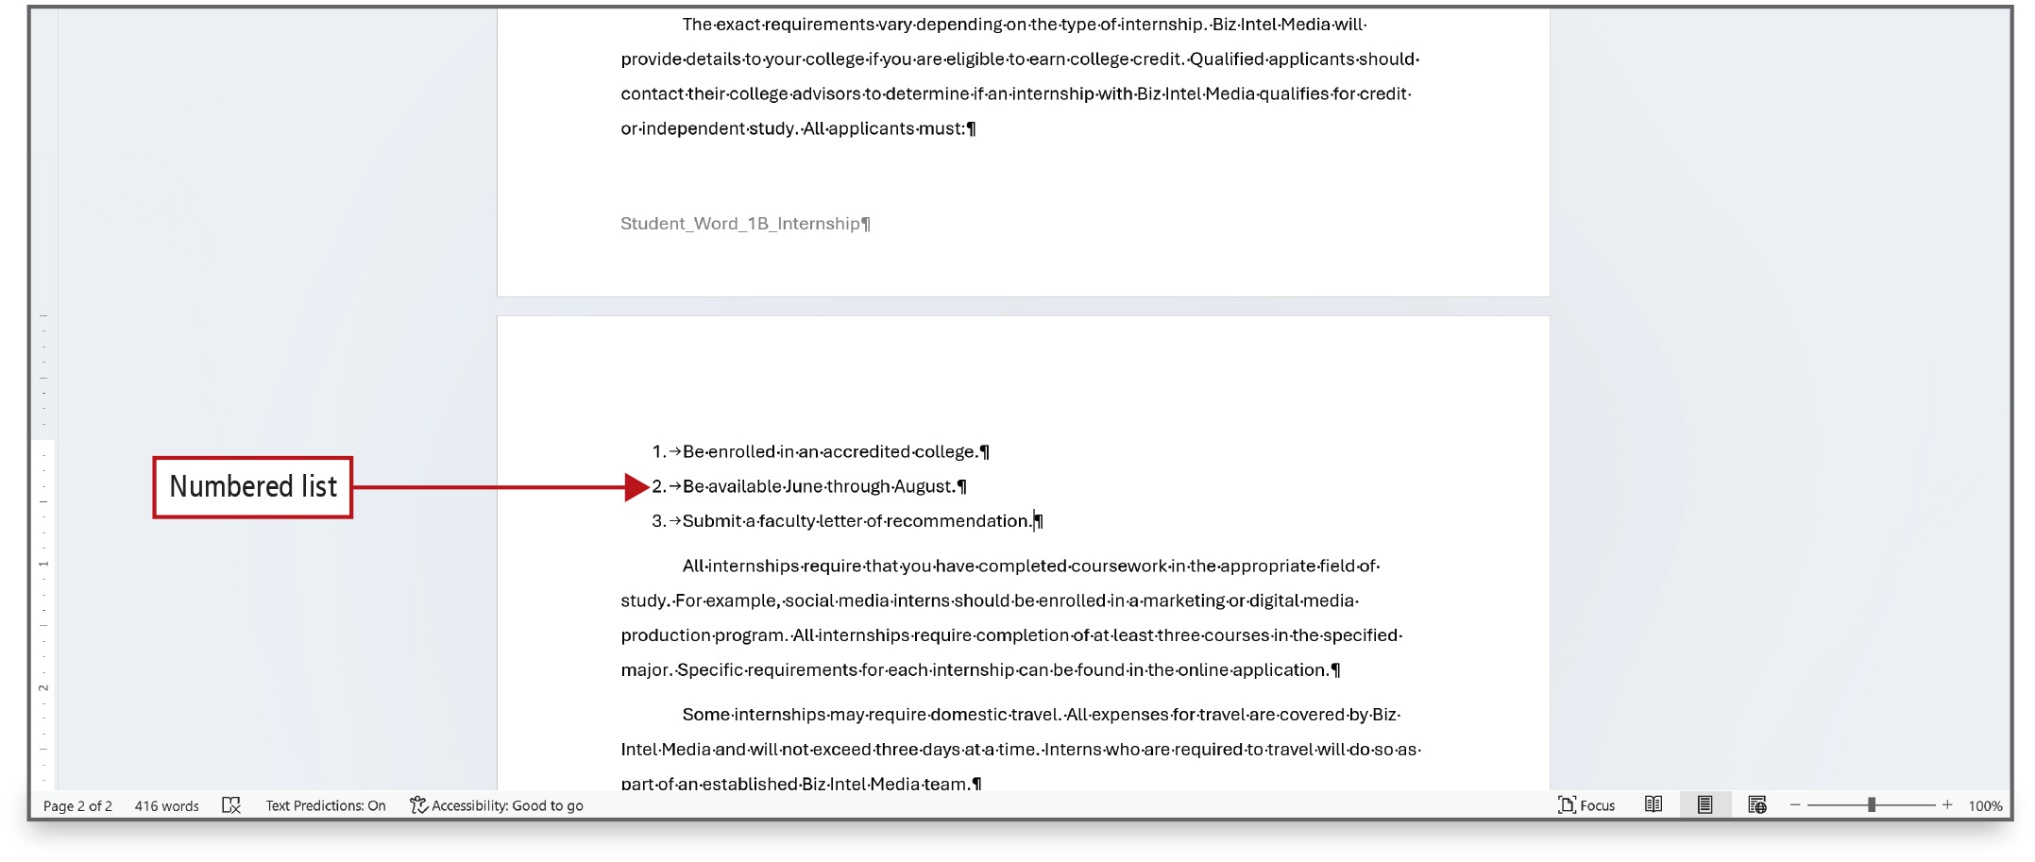 The·exact·requirements·vary·depending·on·the·type·of·internship.·Biz·Intel·Media·will·
provide·details·to·your·college·if·you·are·eligible·to·earn·college·credit.·Qualified·applicants·should·
contact·their·college·advisors·to·determine·if·an·internship·with·Biz·Intel·Media·qualifies·for·credit·
or·independent·study.·All·applicants·must:¶
Student_Word_1B_Internship¶
1.→Be·enrolled·in·an·accredited·college.¶
Numbered list
2.→Be·available·June·through·August.¶
3.→Submit·a·faculty·letter·of·recommendation.¶
All·internships·require·that·you·have·completed·coursework·in·the·appropriate·field·of·
study.·For·example,·social·media·interns·should·be·enrolled·in·a·marketing·or·digital·media·
production·program.·All·internships·require·completion·of·at·least·three·courses·in·the·specified·
major.·Specific·requirements·for·each·internship·can·be·found·in·the·online·application.¶
Some·internships·may·require·domestic·travel.·All·expenses·for·travel·are·covered·by·Biz·
Intel·Media·and·will·not·exceed·three·days·at·a·time.·Interns·who·are·required·to·travel·will·do·so·as·
part·of·an·established·Biz·Intel·Media·team.¶
1
2
Page 2 of 2 416 words Text Predictions: On Accessibility: Good to go Focus − + 100%